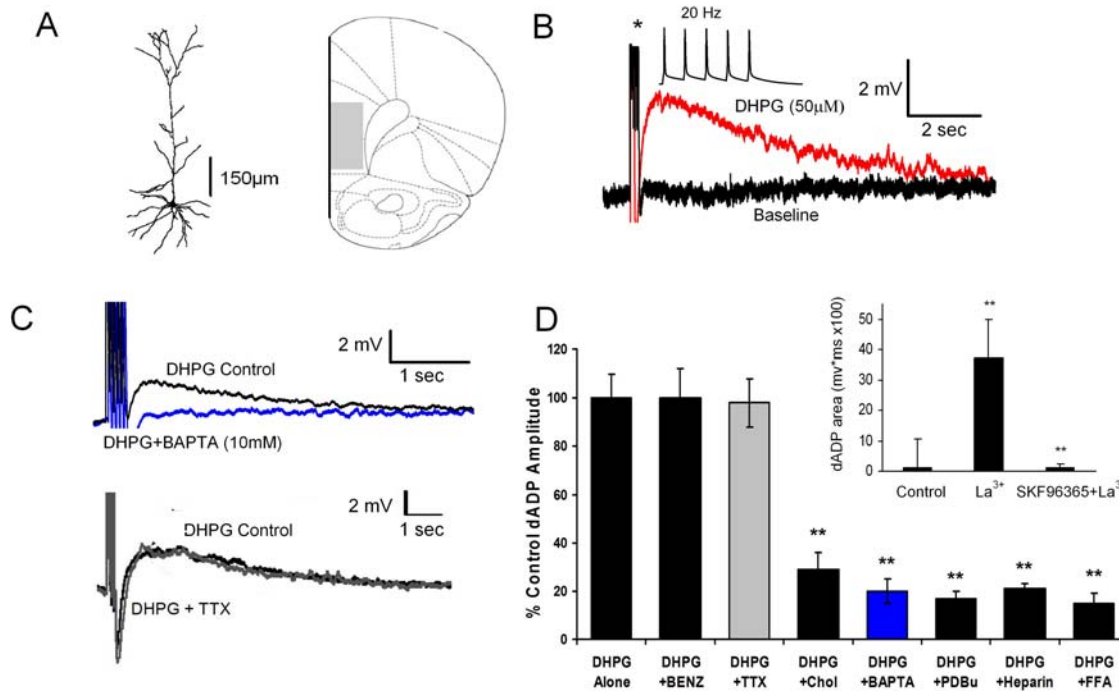 A
150µm
B
*
20 Hz
DHPG (50µM)
2 mV
2 sec
Baseline
C
DHPG Control
2 mV
1 sec
DHPG+BAPTA (10mM)
2 mV
1 sec
DHPG Control
DHPG + TTX
D
% Control dADP Amplitude
120
100
80
60
40
20
0
** ** ** ** **
DHPG DHPG DHPG DHPG DHPG DHPG DHPG DHPG
Alone +BENZ +TTX +Chol +BAPTA +PDBu +Heparin +FFA
dADP area (mv*ms x100)
50
40
30
20
10
0
**
**
Control La3+ SKF96365+La3